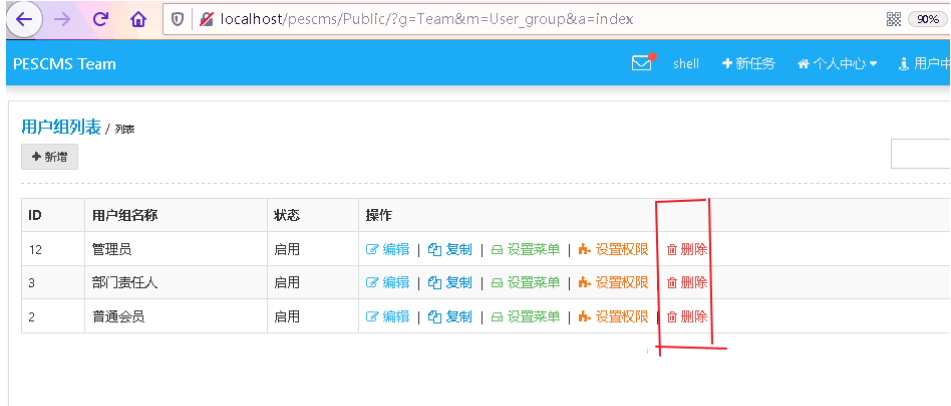 localhost/pescms/Public/?g=Team&m=User_group&a=index 90%
PESCMS Team shell 新任务 个人中心 用户中
用户组列表 / 列表
新增
ID 用户组名称 状态 操作
12 管理员 启用 编辑 | 复制 | 设置菜单 | 设置权限 删除
3 部门责任人 启用 编辑 | 复制 | 设置菜单 | 设置权限 删除
2 普通会员 启用 编辑 | 复制 | 设置菜单 | 设置权限 | 删除